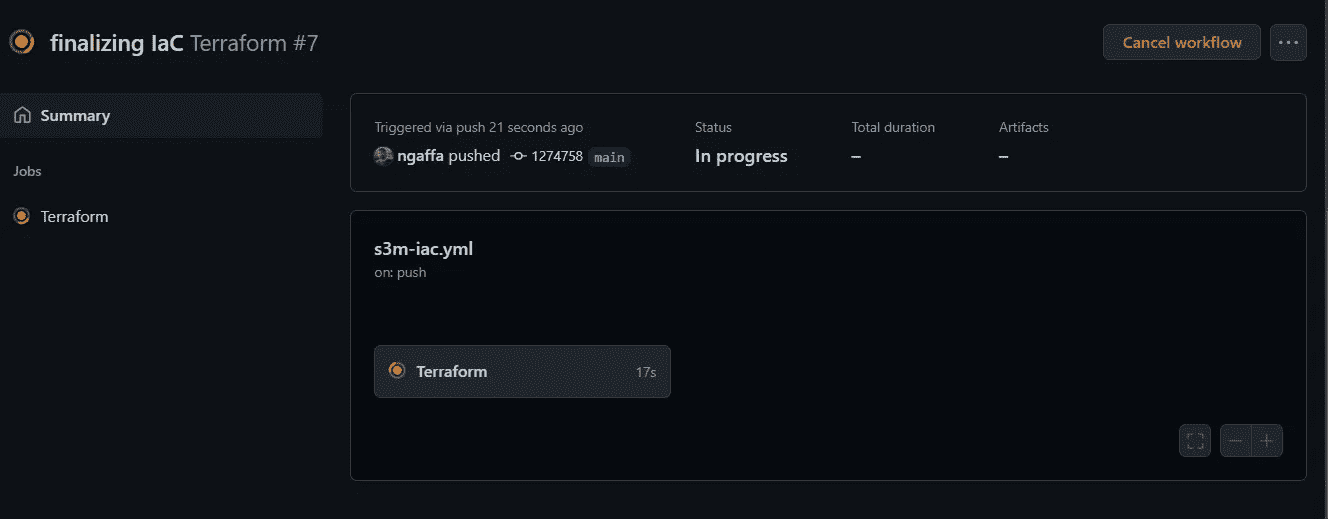 finalizing IaC Terraform #7
Cancel workflow
Summary
Jobs
Terraform
Triggered via push 21 seconds ago
ngaffa pushed 1274758 main
Status
In progress
Total duration
–
Artifacts
–
s3m-iac.yml
on: push
Terraform 17s